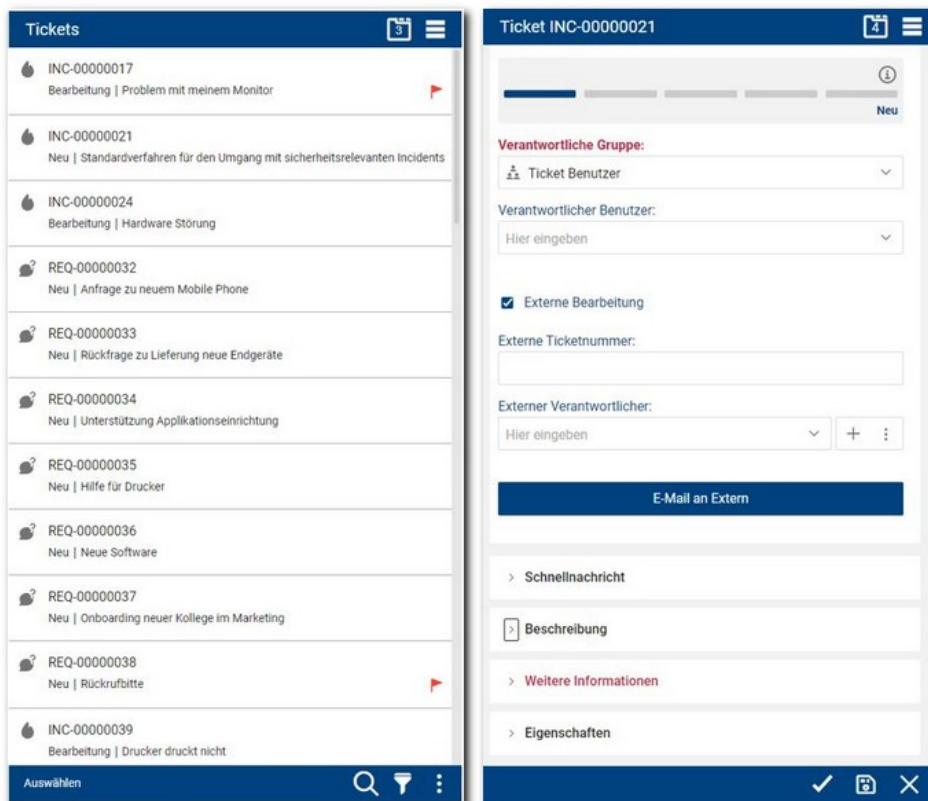 Tickets
3
INC-00000017
Bearbeitung | Problem mit meinem Monitor
INC-00000021
Neu | Standardverfahren für den Umgang mit sicherheitsrelevanten Incidents
INC-00000024
Bearbeitung | Hardware Störung
REQ-00000032
Neu | Anfrage zu neuem Mobile Phone
REQ-00000033
Neu | Rückfrage zu Lieferung neue Endgeräte
REQ-00000034
Neu | Unterstützung Applikationseinrichtung
REQ-00000035
Neu | Hilfe für Drucker
REQ-00000036
Neu | Neue Software
REQ-00000037
Neu | Onboarding neuer Kollege im Marketing
REQ-00000038
Neu | Rückrufbitte
INC-00000039
Bearbeitung | Drucker druckt nicht
Auswählen
Ticket INC-00000021
4
Neu
Verantwortliche Gruppe:
Ticket Benutzer
Verantwortlicher Benutzer:
Hier eingeben
Externe Bearbeitung
Externe Ticketnummer:
Externer Verantwortlicher:
Hier eingeben
E-Mail an Extern
Schnellnachricht
Beschreibung
Weitere Informationen
Eigenschaften